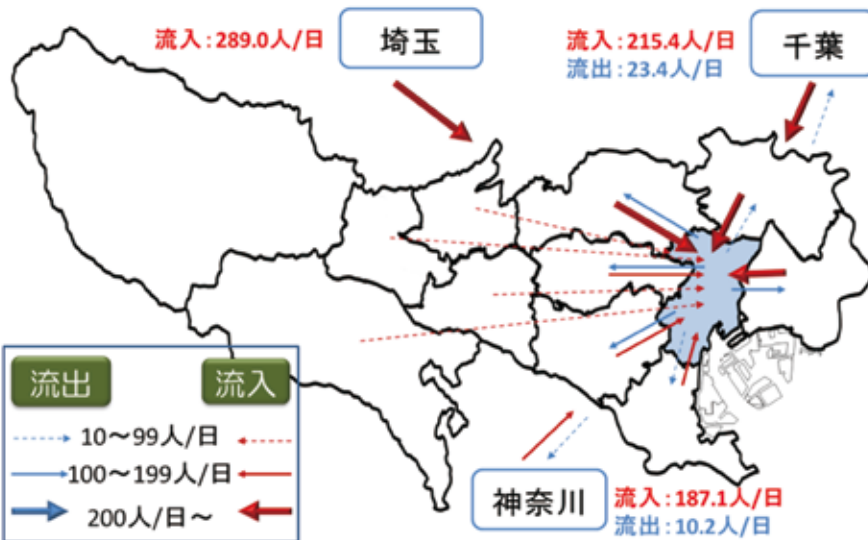 流入:289.0人/日
埼玉
流入:215.4人/日
流出:23.4人/日
千葉
流出
流入
10～99人/日
100～199人/日
200人/日～
神奈川
流入:187.1人/日
流出:10.2人/日